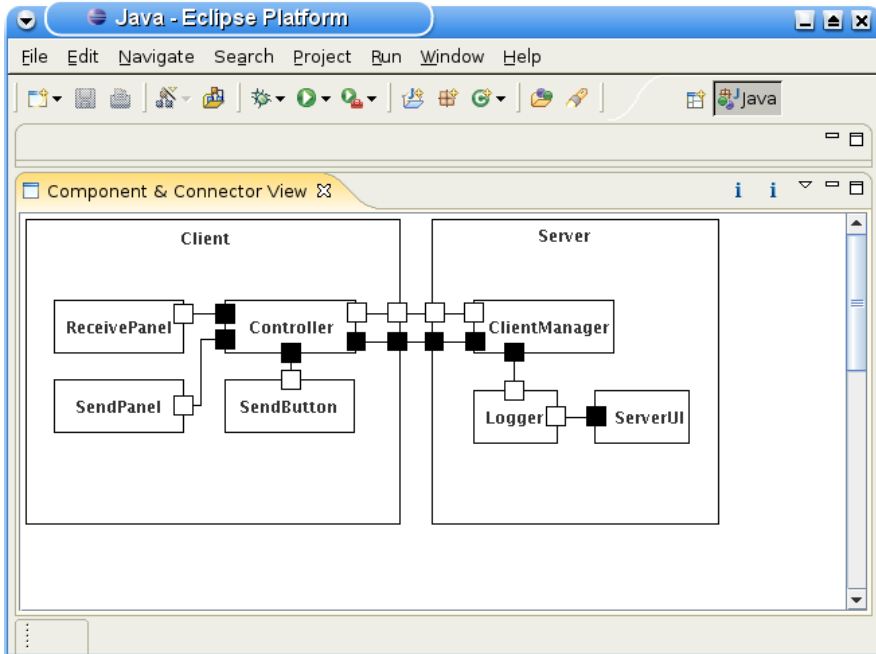 Java - Eclipse Platform
File Edit Navigate Search Project Run Window Help
Java
Component & Connector View
i i
Client
Server
ReceivePanel
Controller
ClientManager
SendPanel
SendButton
Logger
ServerUI